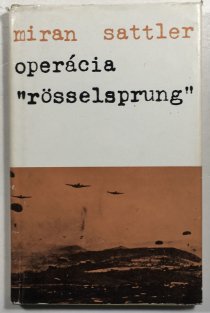 miran sattler
operácia
"rösselsprung"